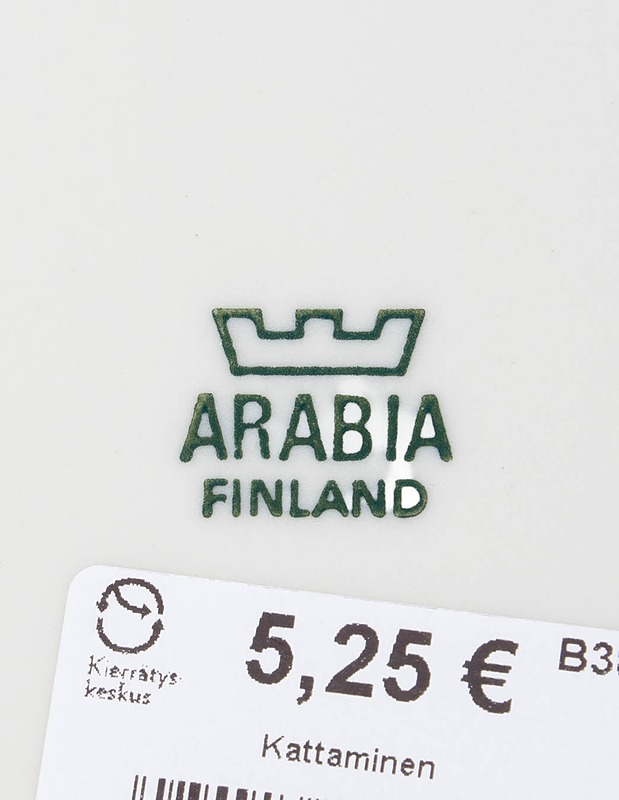 ARABIA
FINLAND
Kierrätys-
keskus
5,25 €
Kattaminen